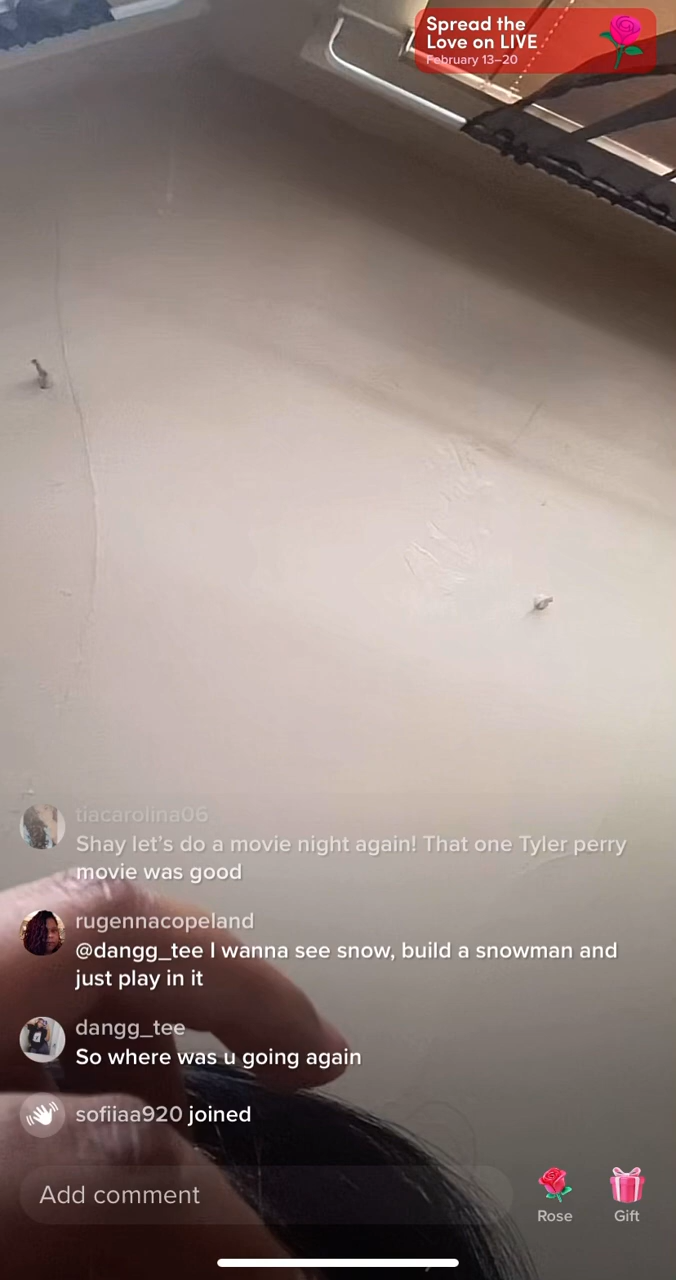 Spread the
Love on LIVE
February 13–20
tiacarolina06
Shay let's do a movie night again! That one Tyler perry
movie was good
rugennacopeland
@dangg_tee I wanna see snow, build a snowman and
just play in it
dangg_tee
So where was u going again
sofiiaa920 joined
Add comment
Rose
Gift